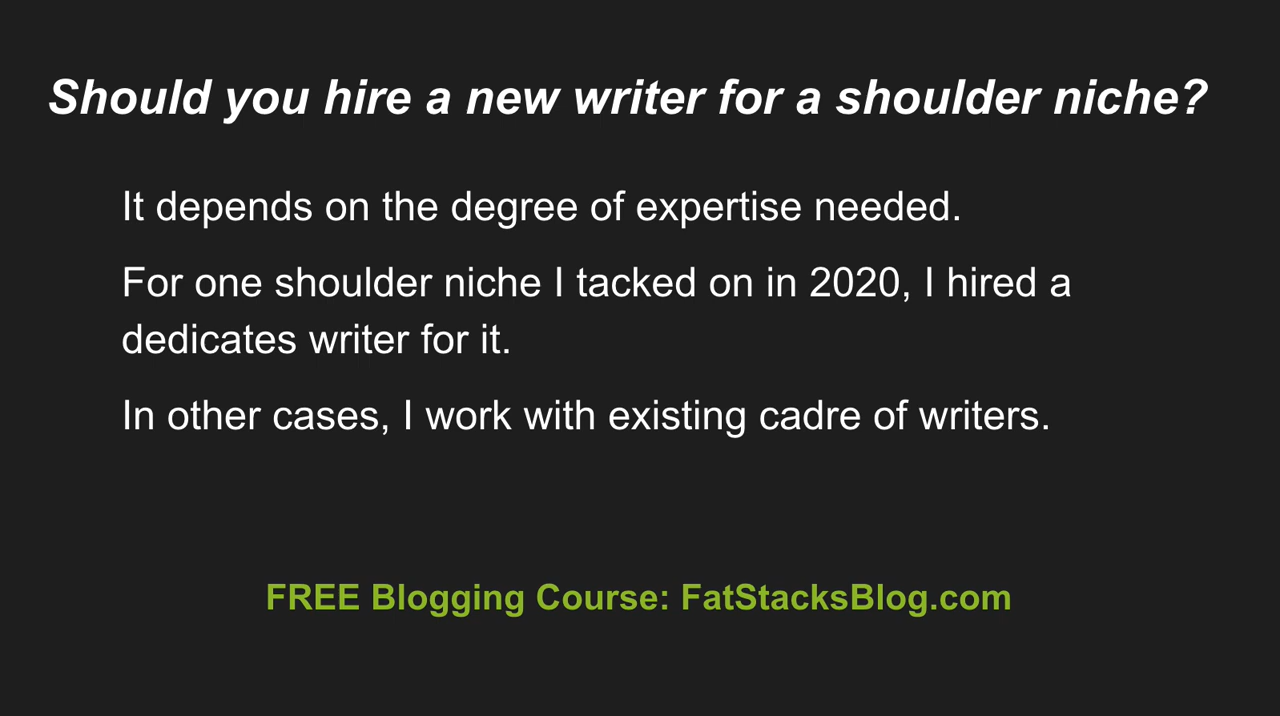 Should you hire a new writer for a shoulder niche?
It depends on the degree of expertise needed.
For one shoulder niche I tacked on in 2020, I hired a
dedicates writer for it.
In other cases, I work with existing cadre of writers.
FREE Blogging Course: FatStacksBlog.com